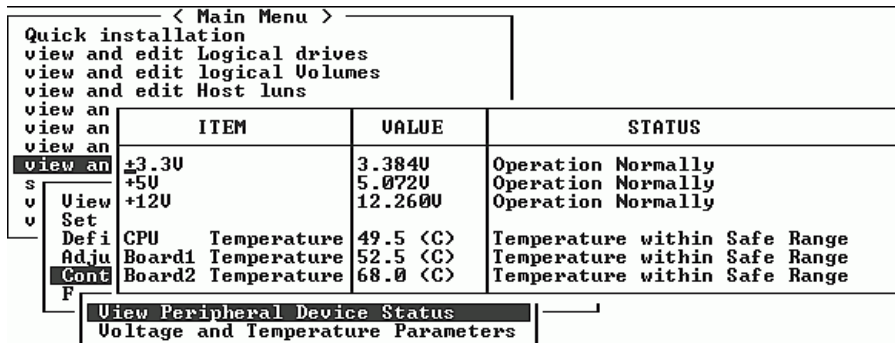 < Main Menu >
Quick installation
view and edit Logical drives
view and edit logical Volumes
view and edit Host luns
view an
view an
view an
view an
s
v
v
ITEM VALUE STATUS
+3.3V 3.384V Operation Normally
+5V 5.072V Operation Normally
+12V 12.260V Operation Normally
CPU Temperature 49.5 (C) Temperature within Safe Range
Board1 Temperature 52.5 (C) Temperature within Safe Range
Board2 Temperature 68.0 (C) Temperature within Safe Range
View
Set
Defi
Adju
Cont
F
View Peripheral Device Status
Voltage and Temperature Parameters